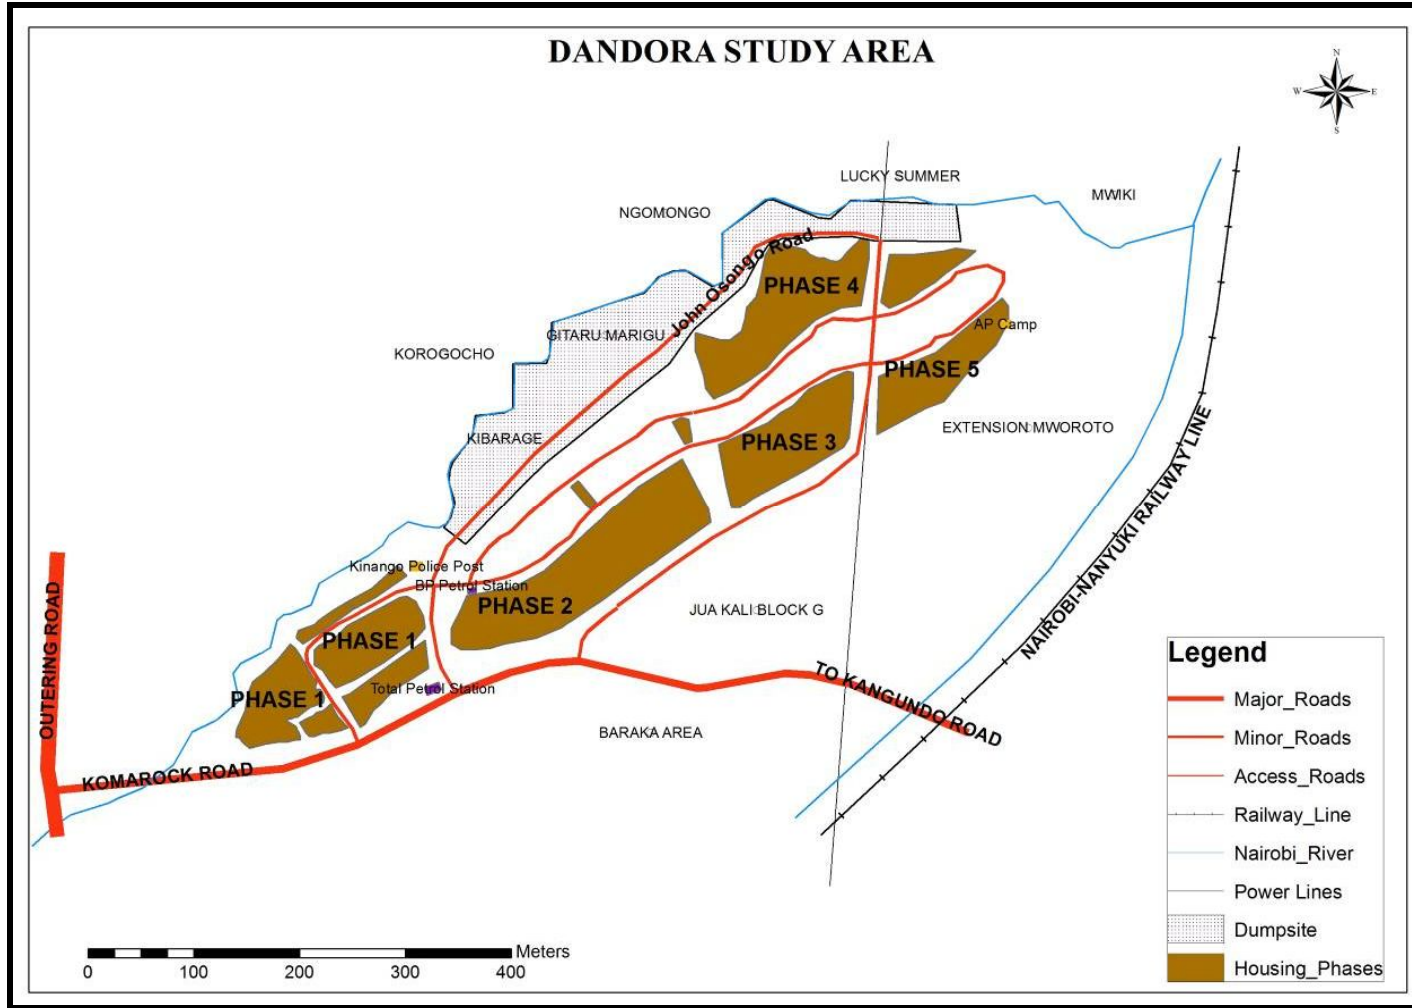 DANDORA STUDY AREA
N
W
E
S
LUCKY SUMMER
MWIKI
NGOMONGO
John Osongo Road
PHASE 4
AP Camp
GITARU MARIGU
KOROGOCHO
PHASE 5
EXTENSION MWOROTO
KIBARAGE
PHASE 3
NAIROBI-NANYUKI RAILWAY LINE
Kinango Police Post
BP Petrol Station
PHASE 2
JUA KALI BLOCK G
OUTERING ROAD
PHASE 1
PHASE 1
Total Petrol Station
TO KANGUNDO ROAD
BARAKA AREA
KOMAROCK ROAD
Legend
Major_Roads
Minor_Roads
Access_Roads
Railway_Line
Nairobi_River
Power Lines
Dumpsite
Housing_Phases
Meters
0 100 200 300 400